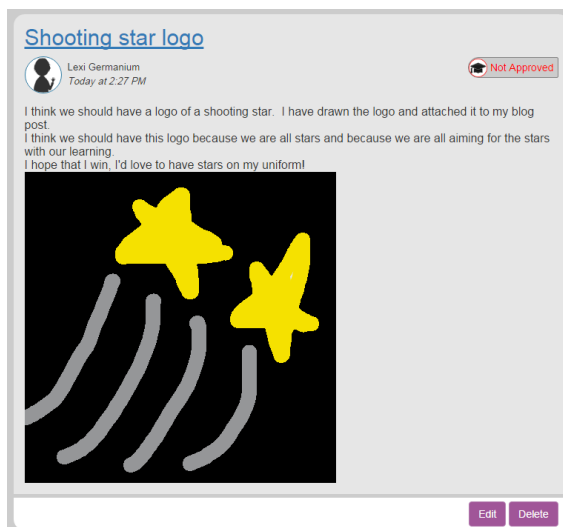 Shooting star logo
Lexi Germanium
Not Approved
Today at 2:27 PM
I think we should have a logo of a shooting star.  I have drawn the logo and attached it to my blog
post.
I think we should have this logo because we are all stars and because we are all aiming for the stars
with our learning.
I hope that I win, I'd love to have stars on my uniform!
Edit
Delete